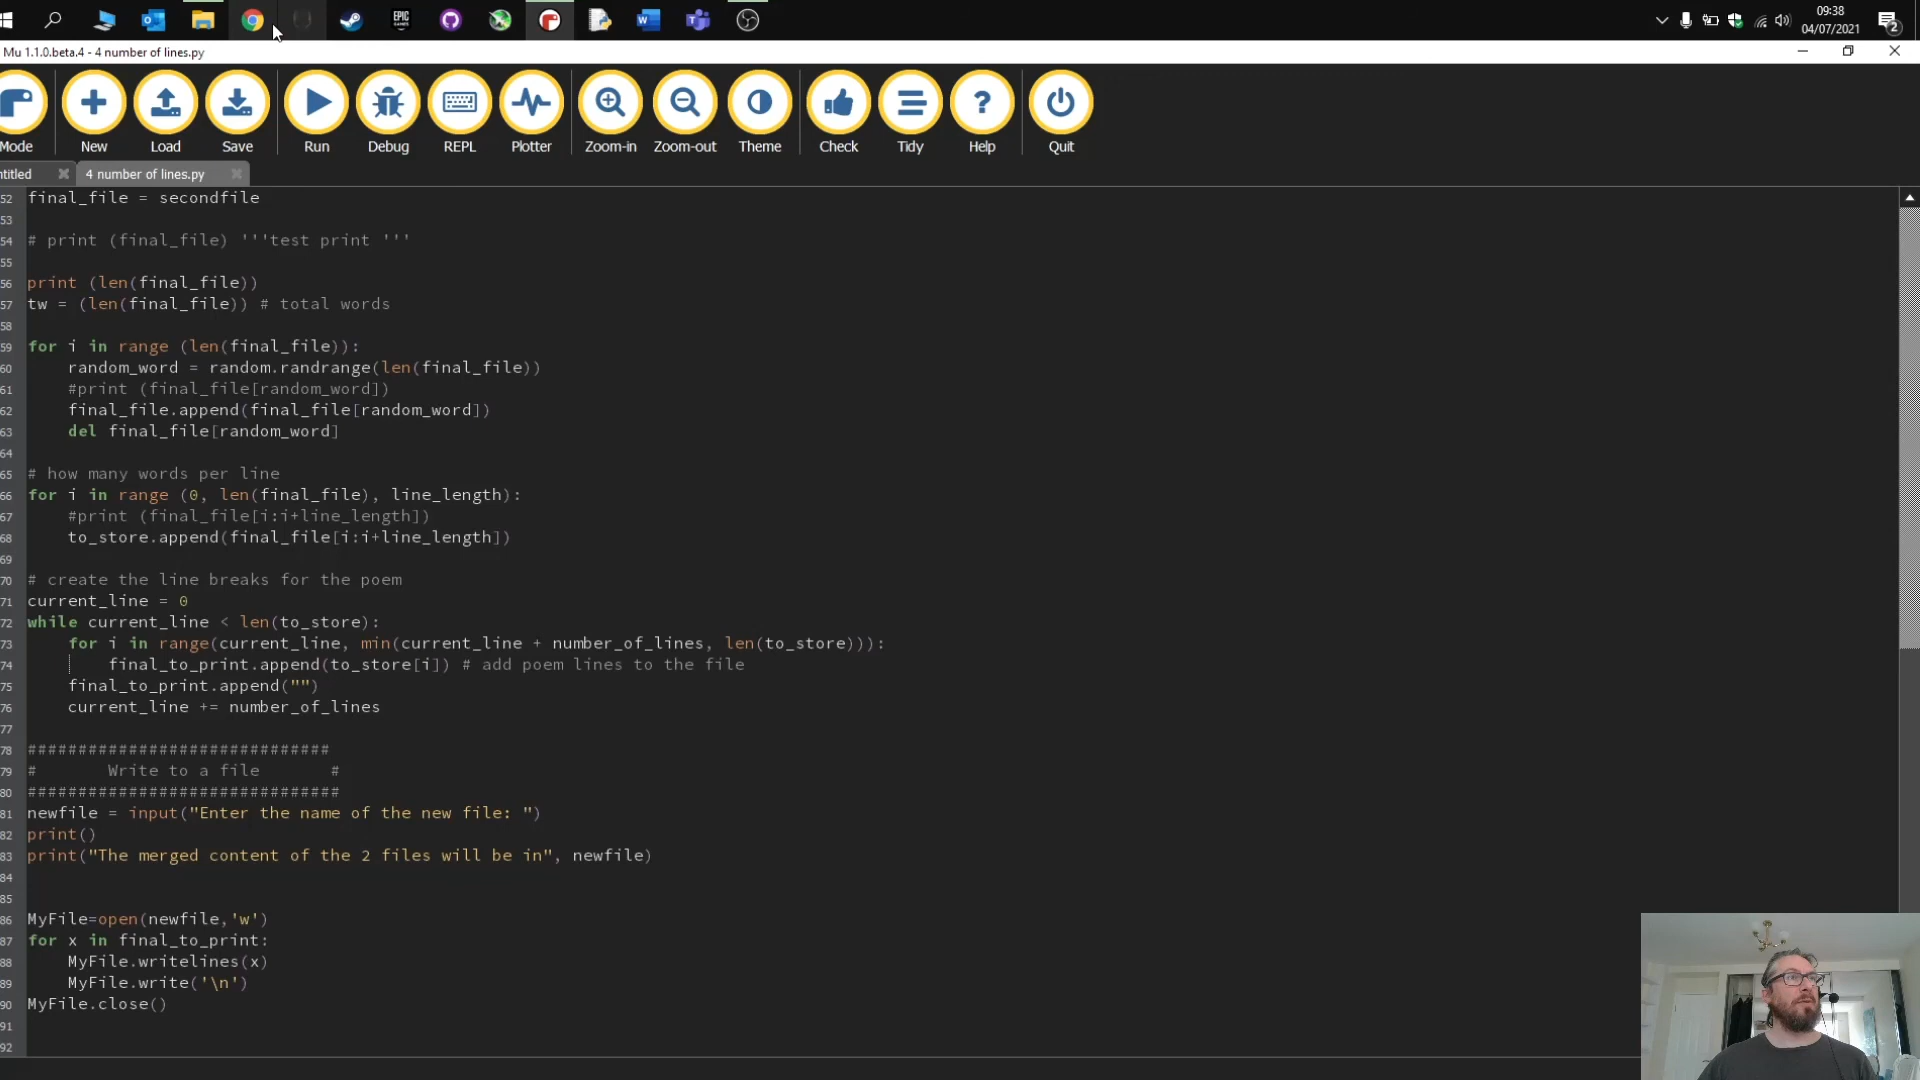 EPIC GAMES
09:38
04/07/2021
2
Mu 1.1.0.beta.4 - 4 number of lines.py
Mode New Load Save Run Debug REPL Plotter Zoom-in Zoom-out Theme Check Tidy Help Quit
ntitled 4 number of lines.py
52 final_file = secondfile
53
54 # print (final_file) '''test print '''
55
56 print (len(final_file))
57 tw = (len(final_file)) # total words
58
59 for i in range (len(final_file)):
60     random_word = random.randrange(len(final_file))
61     #print (final_file[random_word])
62     final_file.append(final_file[random_word])
63     del final_file[random_word]
64
65 # how many words per line
66 for i in range (0, len(final_file), line_length):
67     #print (final_file[i:i+line_length])
68     to_store.append(final_file[i:i+line_length])
69
70 # create the line breaks for the poem
71 current_line = 0
72 while current_line < len(to_store):
73     for i in range(current_line, min(current_line + number_of_lines, len(to_store))):
74         final_to_print.append(to_store[i]) # add poem lines to the file
75     final_to_print.append("")
76     current_line += number_of_lines
77
78 ##############################
79 #       Write to a file       #
80 ###############################
81 newfile = input("Enter the name of the new file: ")
82 print()
83 print("The merged content of the 2 files will be in", newfile)
84
85
86 MyFile=open(newfile,'w')
87 for x in final_to_print:
88     MyFile.writelines(x)
89     MyFile.write('\n')
90 MyFile.close()
91
92